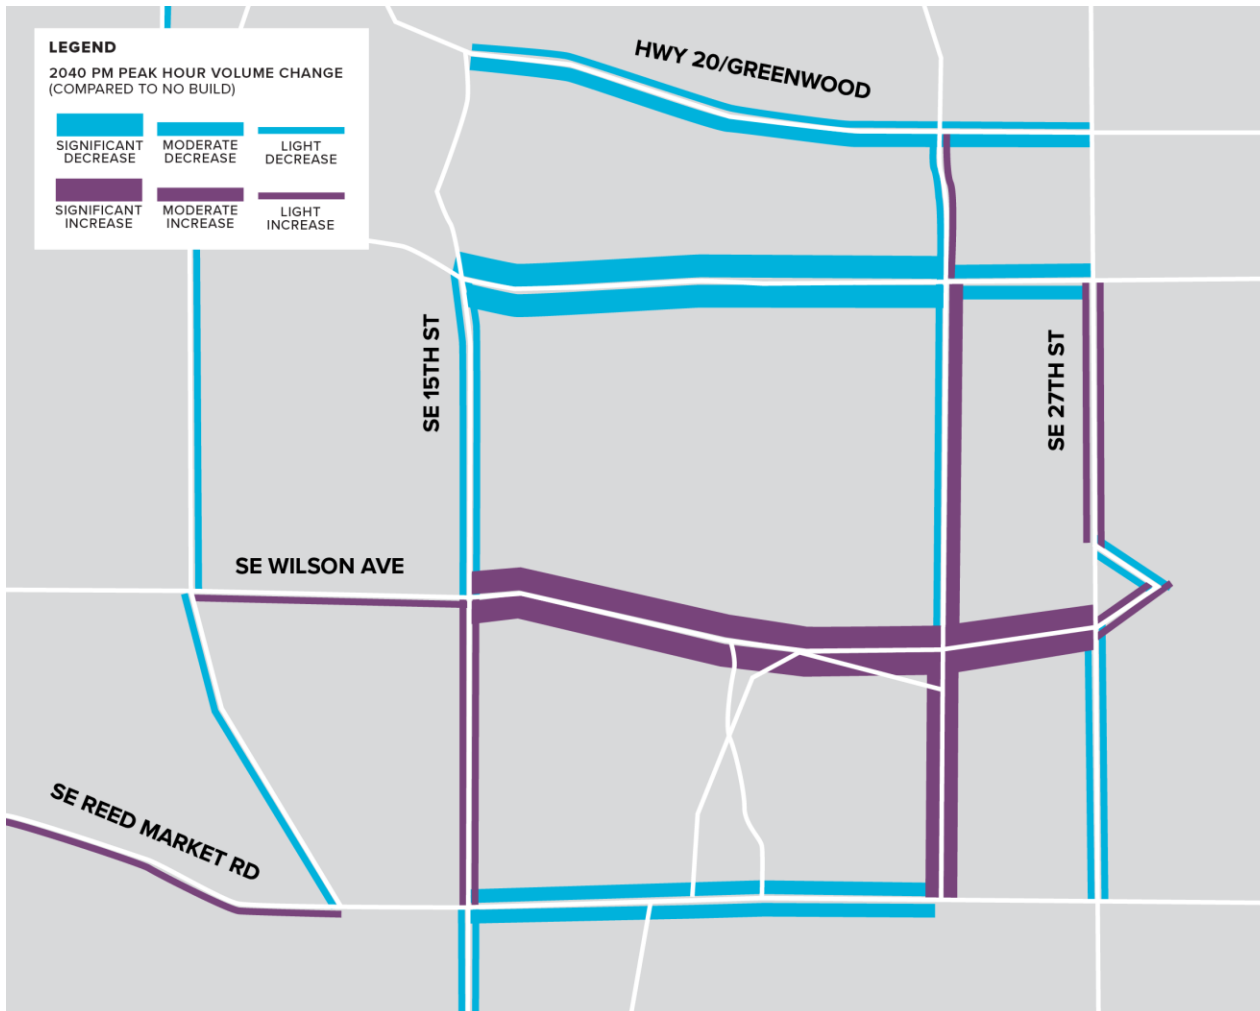 LEGEND
2040 PM PEAK HOUR VOLUME CHANGE
(COMPARED TO NO BUILD)
SIGNIFICANT DECREASE
MODERATE DECREASE
LIGHT DECREASE
SIGNIFICANT INCREASE
MODERATE INCREASE
LIGHT INCREASE
HWY 20/GREENWOOD
SE 15TH ST
SE 27TH ST
SE WILSON AVE
SE REED MARKET RD